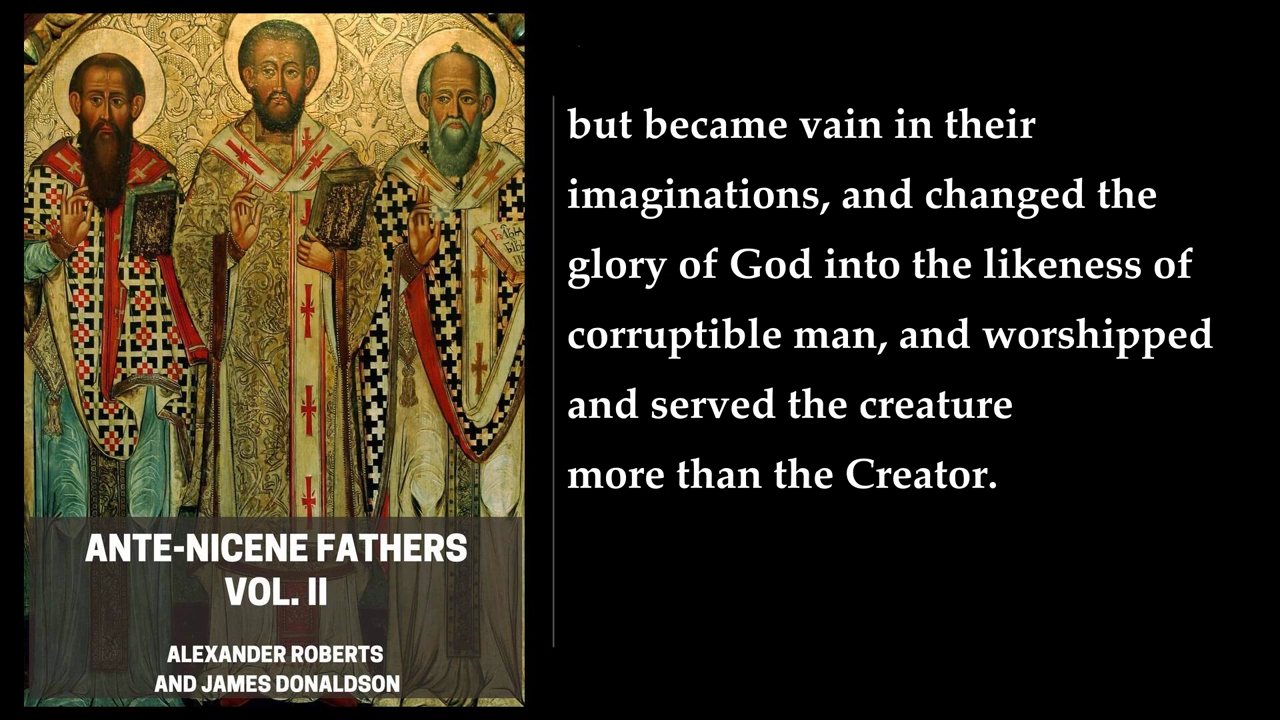 but became vain in their
imaginations, and changed the
glory of God into the likeness of
corruptible man, and worshipped
and served the creature
more than the Creator.
ANTE-NICENE FATHERS
VOL. II
ALEXANDER ROBERTS
AND JAMES DONALDSON